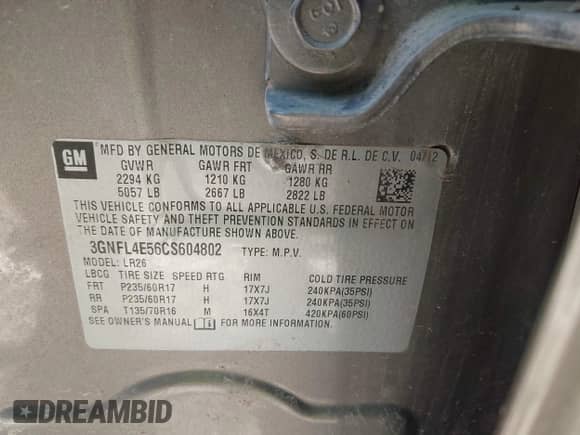 GM
MFD BY GENERAL MOTORS DE MEXICO, S. DE R.L. DE C.V. 04/12
GVWR GAWR FRT GAWR RR
2294 KG 1210 KG 1280 KG
5057 LB 2667 LB 2822 LB
THIS VEHICLE CONFORMS TO ALL APPLICABLE U.S. FEDERAL MOTOR
VEHICLE SAFETY AND THEFT PREVENTION STANDARDS IN EFFECT ON
THE DATE OF MANUFACTURE SHOWN ABOVE.
3GNFL4E56CS604802 TYPE: M.P.V.
MODEL: LR26
LBCG TIRE SIZE SPEED RTG RIM COLD TIRE PRESSURE
FRT P235/60R17 H 17X7J 240KPA(35PSI)
RR P235/60R17 H 17X7J 240KPA(35PSI)
SPA T135/70R16 M 16X4T 420KPA(60PSI)
SEE OWNER'S MANUAL FOR MORE INFORMATION.
DREAMBID